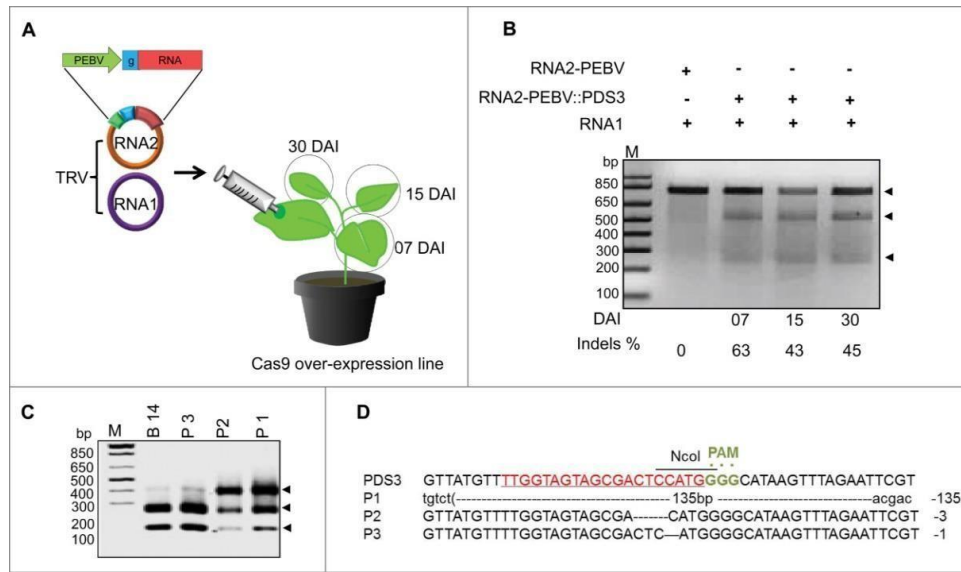 A
PEBV g RNA
RNA2
TRV
RNA1
30 DAI
15 DAI
07 DAI
Cas9 over-expression line
B
RNA2-PEBV + - - -
RNA2-PEBV::PDS3 - + + +
RNA1 + + + +
bp M
850
650
500
400
300
200
100
DAI 07 15 30
Indels % 0 63 43 45
C
bp M B 14 P 3 P2 P 1
850
650
500
400
300
200
100
D
NcoI PAM
PDS3 GTTATGTTTTGGTAGTAGCGACTCCATGGGGCATAAGTTTAGAATTCGT
P1 tgtct(-----------------------------------135bp-------------------------------acgac -135
P2 GTTATGTTTTGGTAGTAGCGA-------CATGGGGCATAAGTTTAGAATTCGT -3
P3 GTTATGTTTTGGTAGTAGCGACTC---ATGGGGCATAAGTTTAGAATTCGT -1